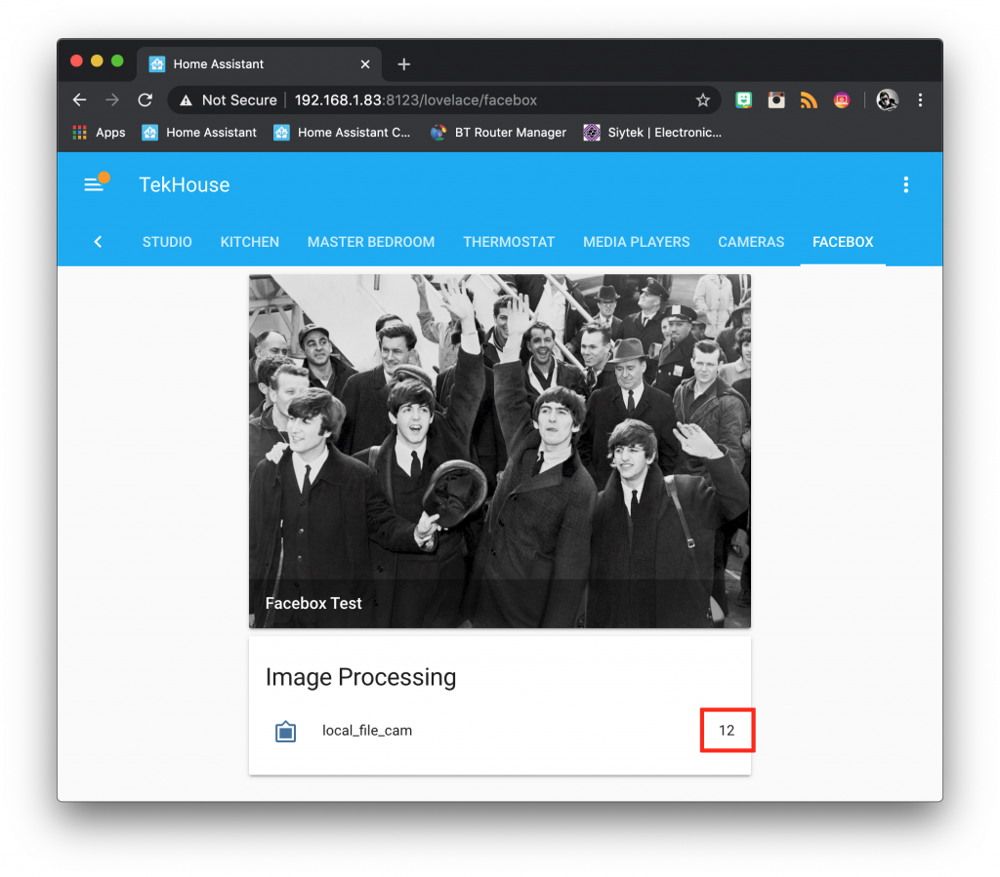 Home Assistant
Not Secure | 192.168.1.83:8123/lovelace/facebox
Apps Home Assistant Home Assistant C... BT Router Manager Siytek | Electronic...
TekHouse
STUDIO KITCHEN MASTER BEDROOM THERMOSTAT MEDIA PLAYERS CAMERAS FACEBOX
Facebox Test
Image Processing
local_file_cam 12